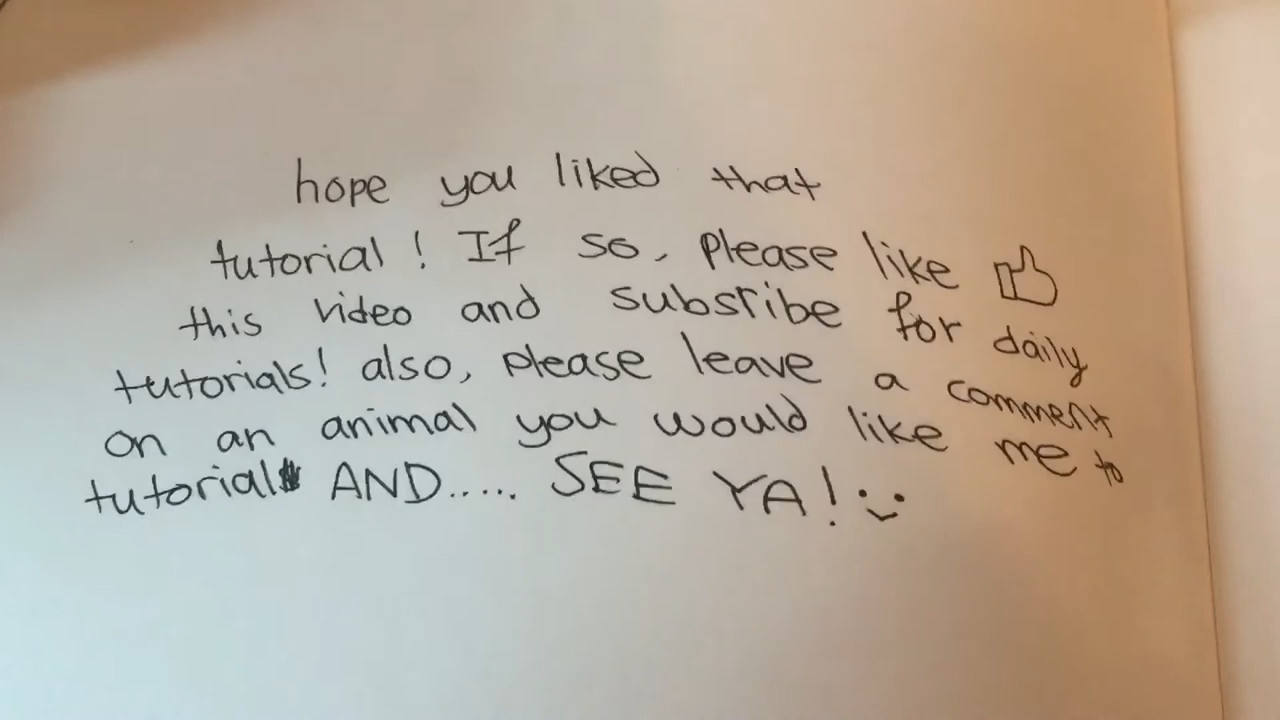 hope you liked that
tutorial! If so, please like 👍
this video and subsribe for daily
tutorials! also, please leave a comment
on an animal you would like me to
tutorial AND..... SEE YA! :)